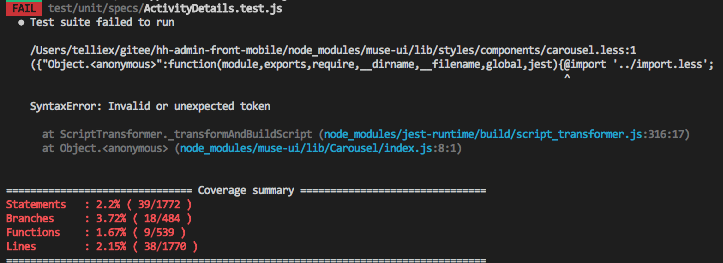 FAIL test/unit/specs/ActivityDetails.test.js
● Test suite failed to run
/Users/telliex/gitee/hh-admin-front-mobile/node_modules/muse-ui/lib/styles/components/carousel.less:1
({"Object.<anonymous>":function(module,exports,require,__dirname,__filename,global,jest){@import '../import.less';
^
SyntaxError: Invalid or unexpected token
at ScriptTransformer._transformAndBuildScript (node_modules/jest-runtime/build/script_transformer.js:316:17)
at Object.<anonymous> (node_modules/muse-ui/lib/Carousel/index.js:8:1)
=============================== Coverage summary ===============================
Statements : 2.2% ( 39/1772 )
Branches : 3.72% ( 18/484 )
Functions : 1.67% ( 9/539 )
Lines : 2.15% ( 38/1770 )
================================================================================